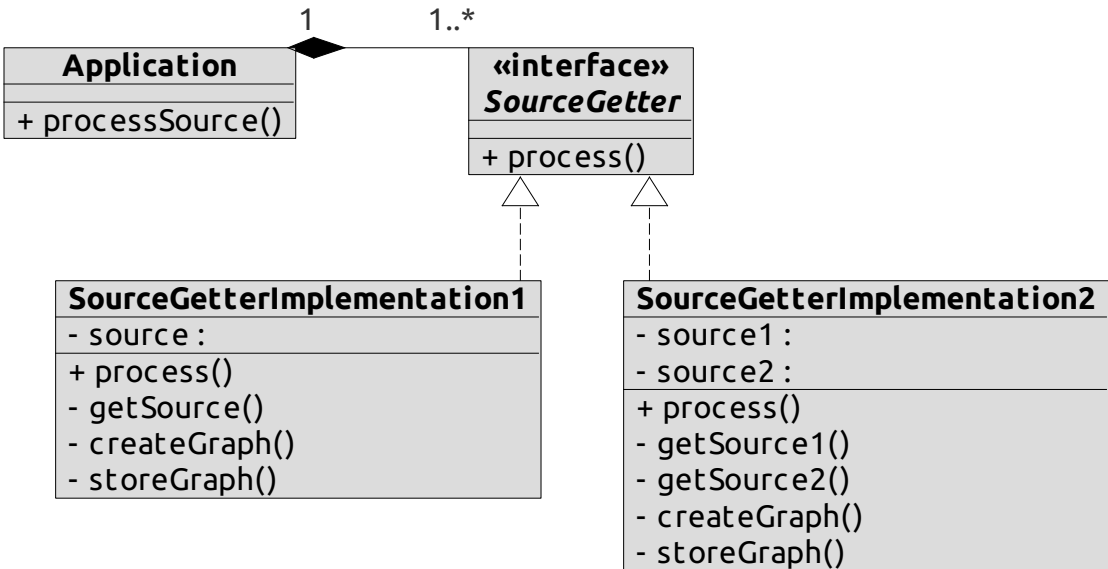 1
1..*
Application
+ processSource()
«interface»
SourceGetter
+ process()
SourceGetterImplementation1
- source :
+ process()
- getSource()
- createGraph()
- storeGraph()
SourceGetterImplementation2
- source1 :
- source2 :
+ process()
- getSource1()
- getSource2()
- createGraph()
- storeGraph()